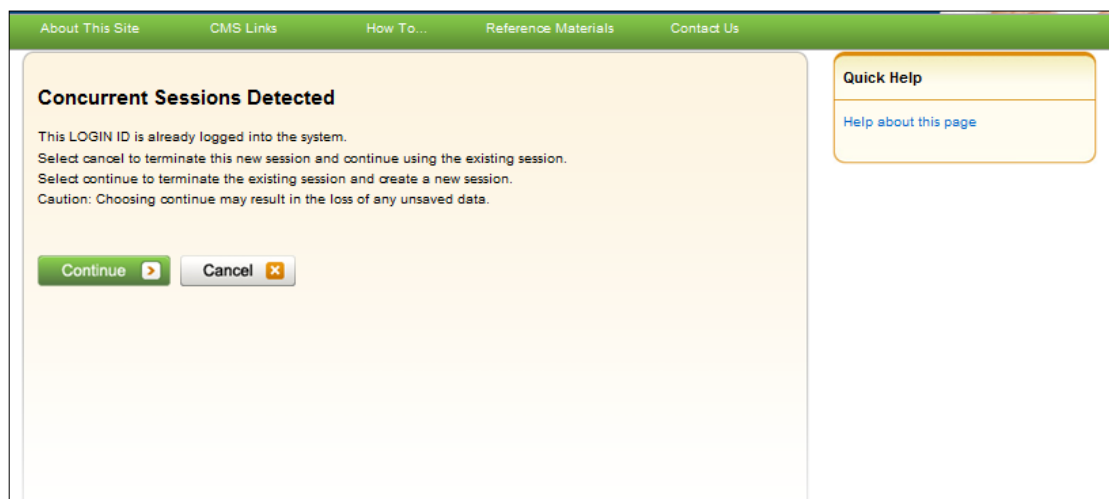 About This Site CMS Links How To... Reference Materials Contact Us
Concurrent Sessions Detected
This LOGIN ID is already logged into the system.
Select cancel to terminate this new session and continue using the existing session.
Select continue to terminate the existing session and create a new session.
Caution: Choosing continue may result in the loss of any unsaved data.
Continue Cancel
Quick Help
Help about this page